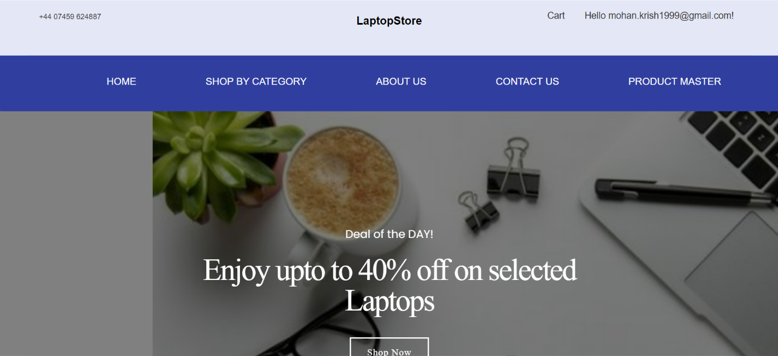 +44 07459 624887
LaptopStore
Cart
Hello mohan.krish1999@gmail.com!
HOME
SHOP BY CATEGORY
ABOUT US
CONTACT US
PRODUCT MASTER
Deal of the DAY!
Enjoy upto to 40% off on selected
Laptops
Shop Now